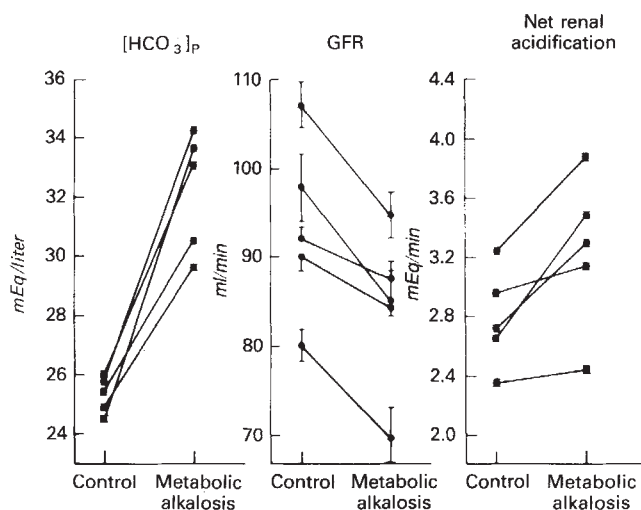 [HCO₃]P
GFR
Net renal
acidification
mEq/liter
36
34
32
30
28
26
24
Control
Metabolic
alkalosis
ml/min
110
100
90
80
70
Control
Metabolic
alkalosis
mEq/min
4.4
4.0
3.6
3.2
2.8
2.4
2.0
Control
Metabolic
alkalosis